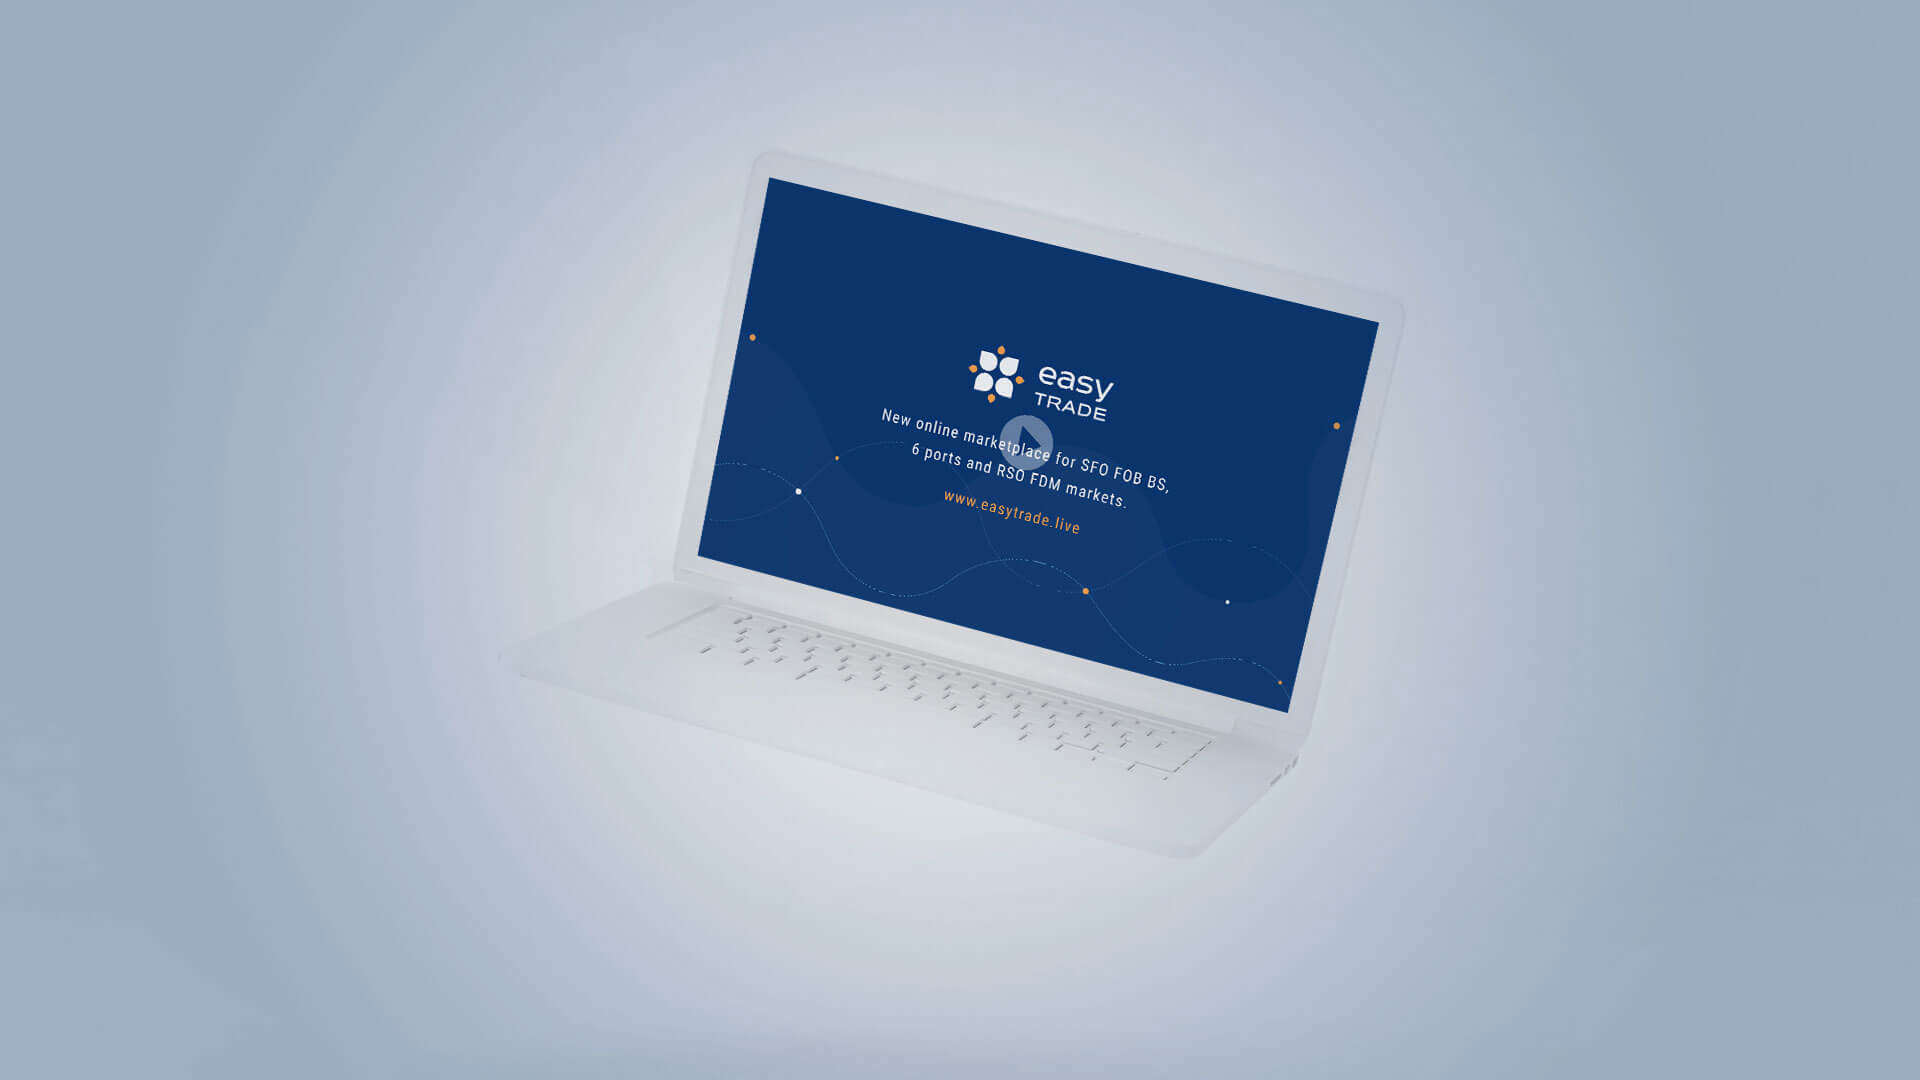 easy
TRADE
New online marketplace for SFO FOB BS,
6 ports and RSO FDM markets.
www.easytrade.live